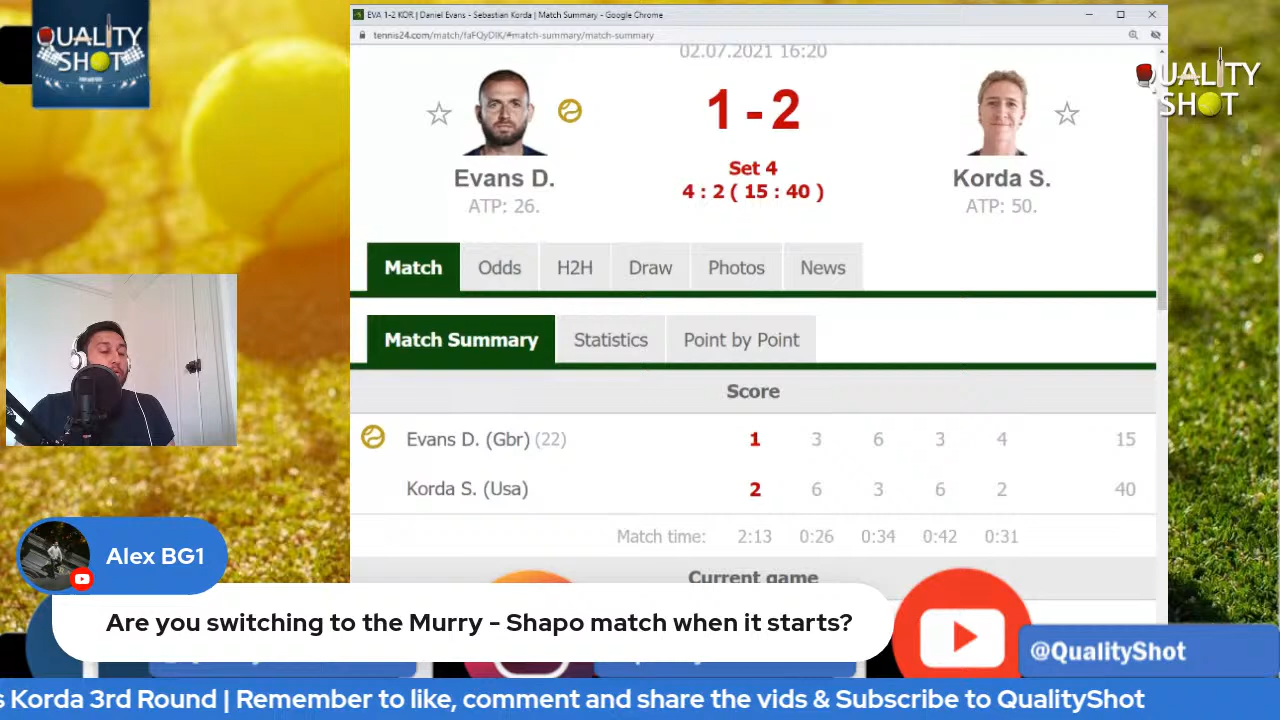 QUALITY
SHOT
EVA 1-2 KOR | Daniel Evans - Sebastian Korda | Match Summary - Google Chrome
tennis24.com/match/faFQyDIK/#match-summary/match-summary
02.07.2021 16:20
QUALITY
SHOT
1 - 2
Set 4
4 : 2 ( 15 : 40 )
Evans D.
ATP: 26.
Korda S.
ATP: 50.
Match Odds H2H Draw Photos News
Match Summary Statistics Point by Point
Score
Evans D. (Gbr) (22) 1 3 6 3 4 15
Korda S. (Usa) 2 6 3 6 2 40
Match time: 2:13 0:26 0:34 0:42 0:31
Current game
Alex BG1
Are you switching to the Murry - Shapo match when it starts?
@QualityShot
s Korda 3rd Round | Remember to like, comment and share the vids & Subscribe to QualityShot